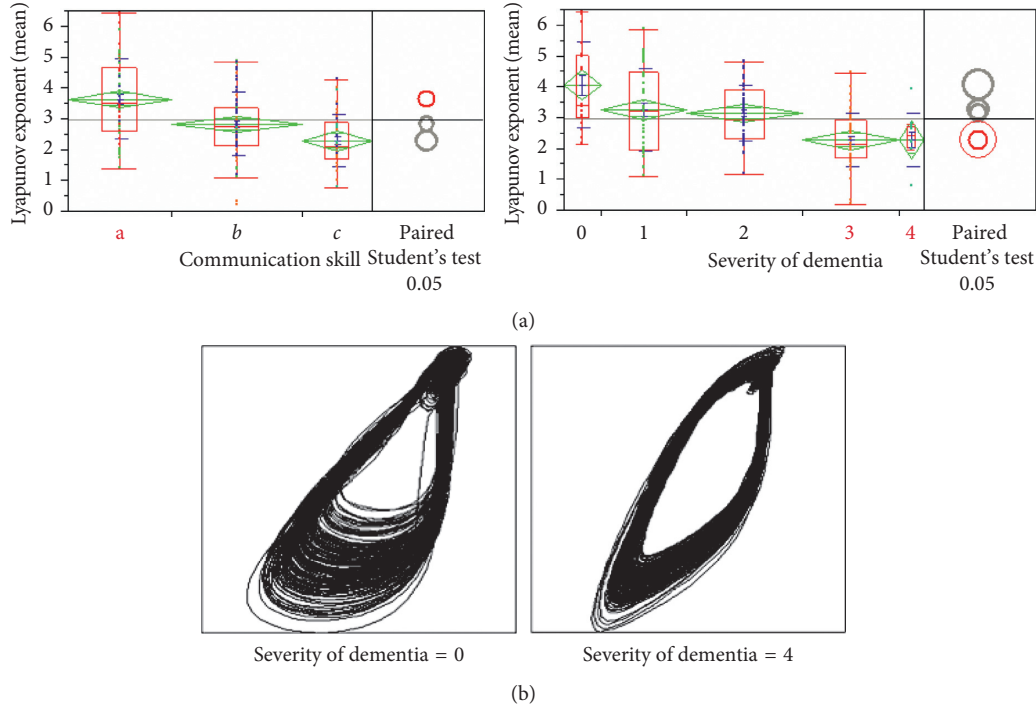 Lyapunov exponent (mean)
6
5
4
3
2
1
0
a
b
c
Communication skill
Paired
Student's test
0.05
Lyapunov exponent (mean)
6
5
4
3
2
1
0
0
1
2
3
4
Severity of dementia
Paired
Student's test
0.05
(a)
Severity of dementia = 0
Severity of dementia = 4
(b)